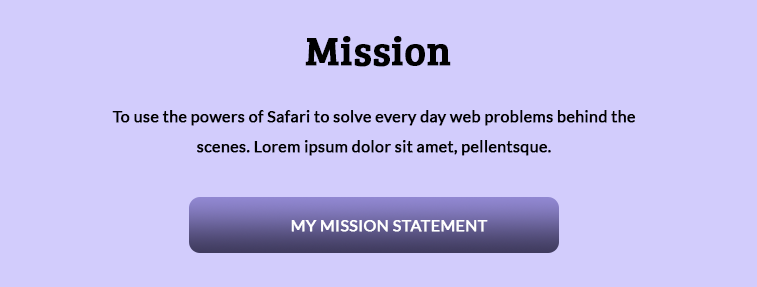 Mission
To use the powers of Safari to solve every day web problems behind the
scenes. Lorem ipsum dolor sit amet, pellentsque.
MY MISSION STATEMENT